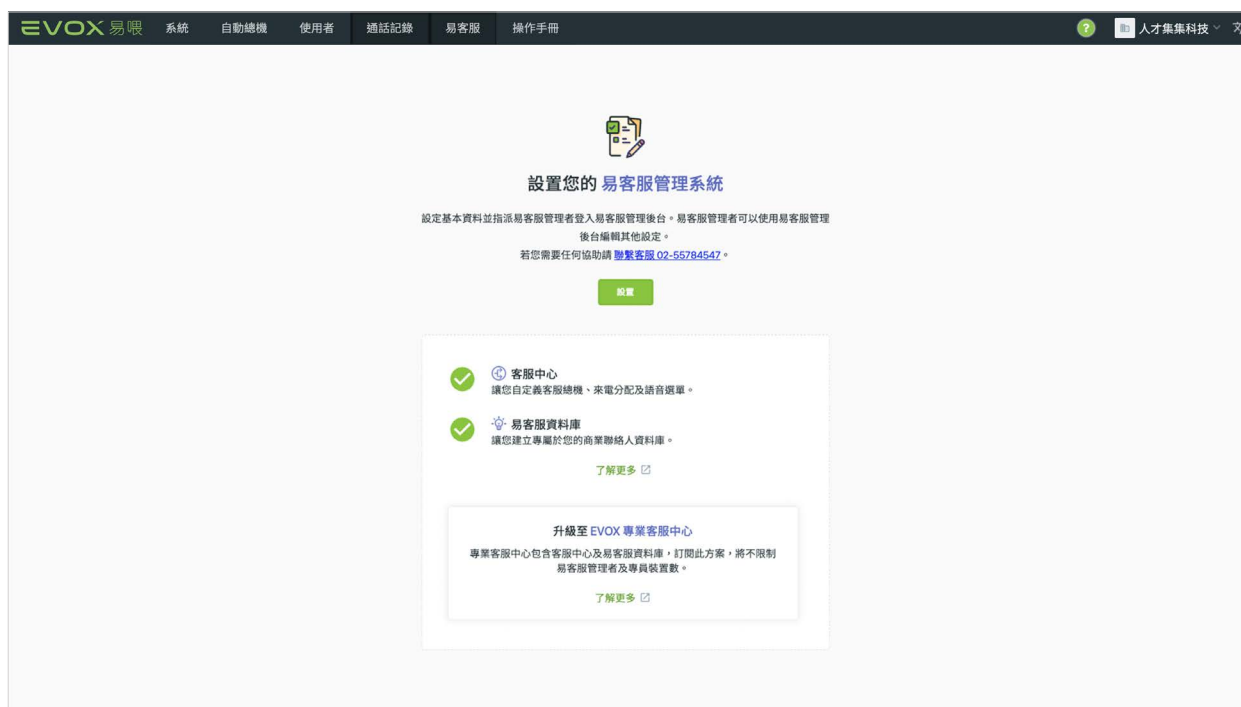 EVOX 易喂 系統 自動總機 使用者 通話記錄 易客服 操作手冊 ? 人才集集科技 文
設置您的 易客服管理系統
設定基本資料並指派易客服管理者登入易客服管理後台。易客服管理者可以使用易客服管理
後台編輯其他設定。
若您需要任何協助請 聯繫客服 02-55784547。
設置
客服中心
讓您自定義客服總機、來電分配及語音選單。
易客服資料庫
讓您建立專屬於您的商業聯絡人資料庫。
了解更多
升級至 EVOX 專業客服中心
專業客服中心包含客服中心及易客服資料庫，訂閱此方案，將不限制
易客服管理者及專員裝置數。
了解更多